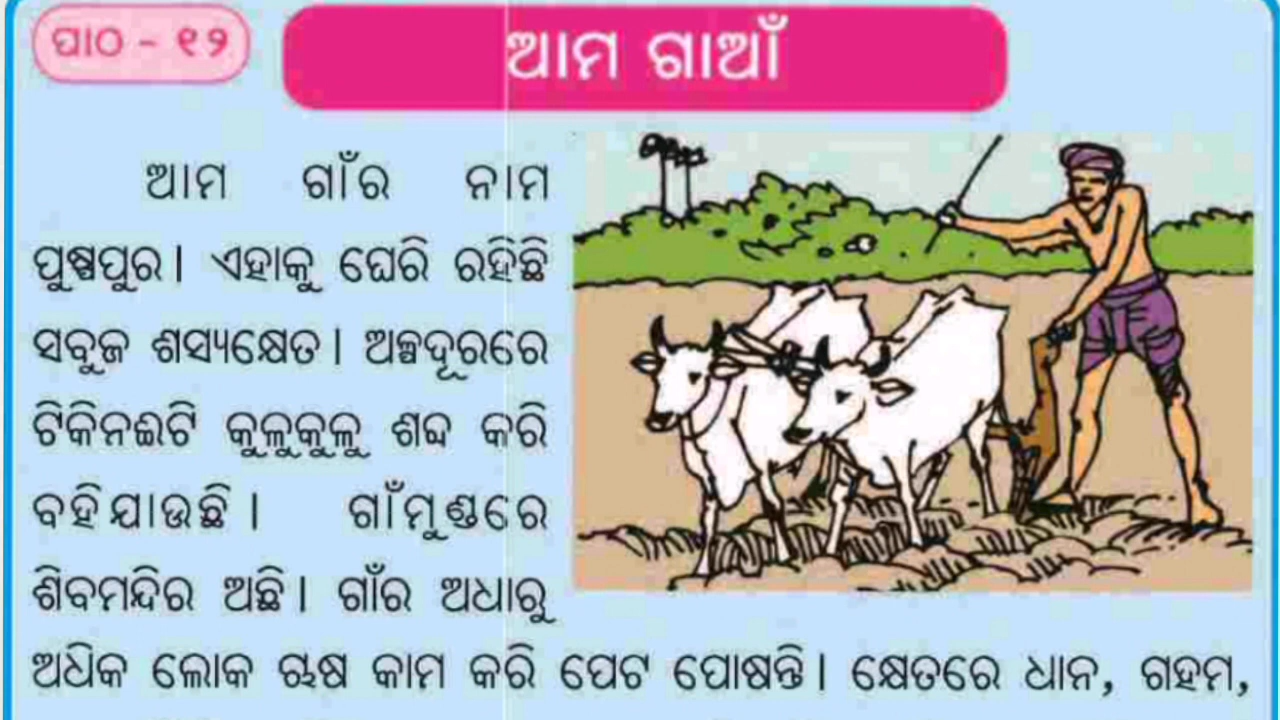 ପାଠ - ୧୨
ଆମ ଗାଆଁ
ଆମ ଗାଁର ନାମ
ପୁଷ୍ପପୁର। ଏହାକୁ ଘେରି ରହିଛି
ସବୁଜ ଶସ୍ୟକ୍ଷେତ। ଅଳ୍ପଦୂରରେ
ଟିକିନଈଟି କୁଳୁକୁଳୁ ଶବ୍ଦ କରି
ବହିଯାଉଛି। ଗାଁମୁଣ୍ଡରେ
ଶିବମନ୍ଦିର ଅଛି। ଗାଁର ଅଧାରୁ
ଅଧିକ ଲୋକ ଋଷ କାମ କରି ପେଟ ପୋଷନ୍ତି। କ୍ଷେତରେ ଧାନ, ଗହମ,